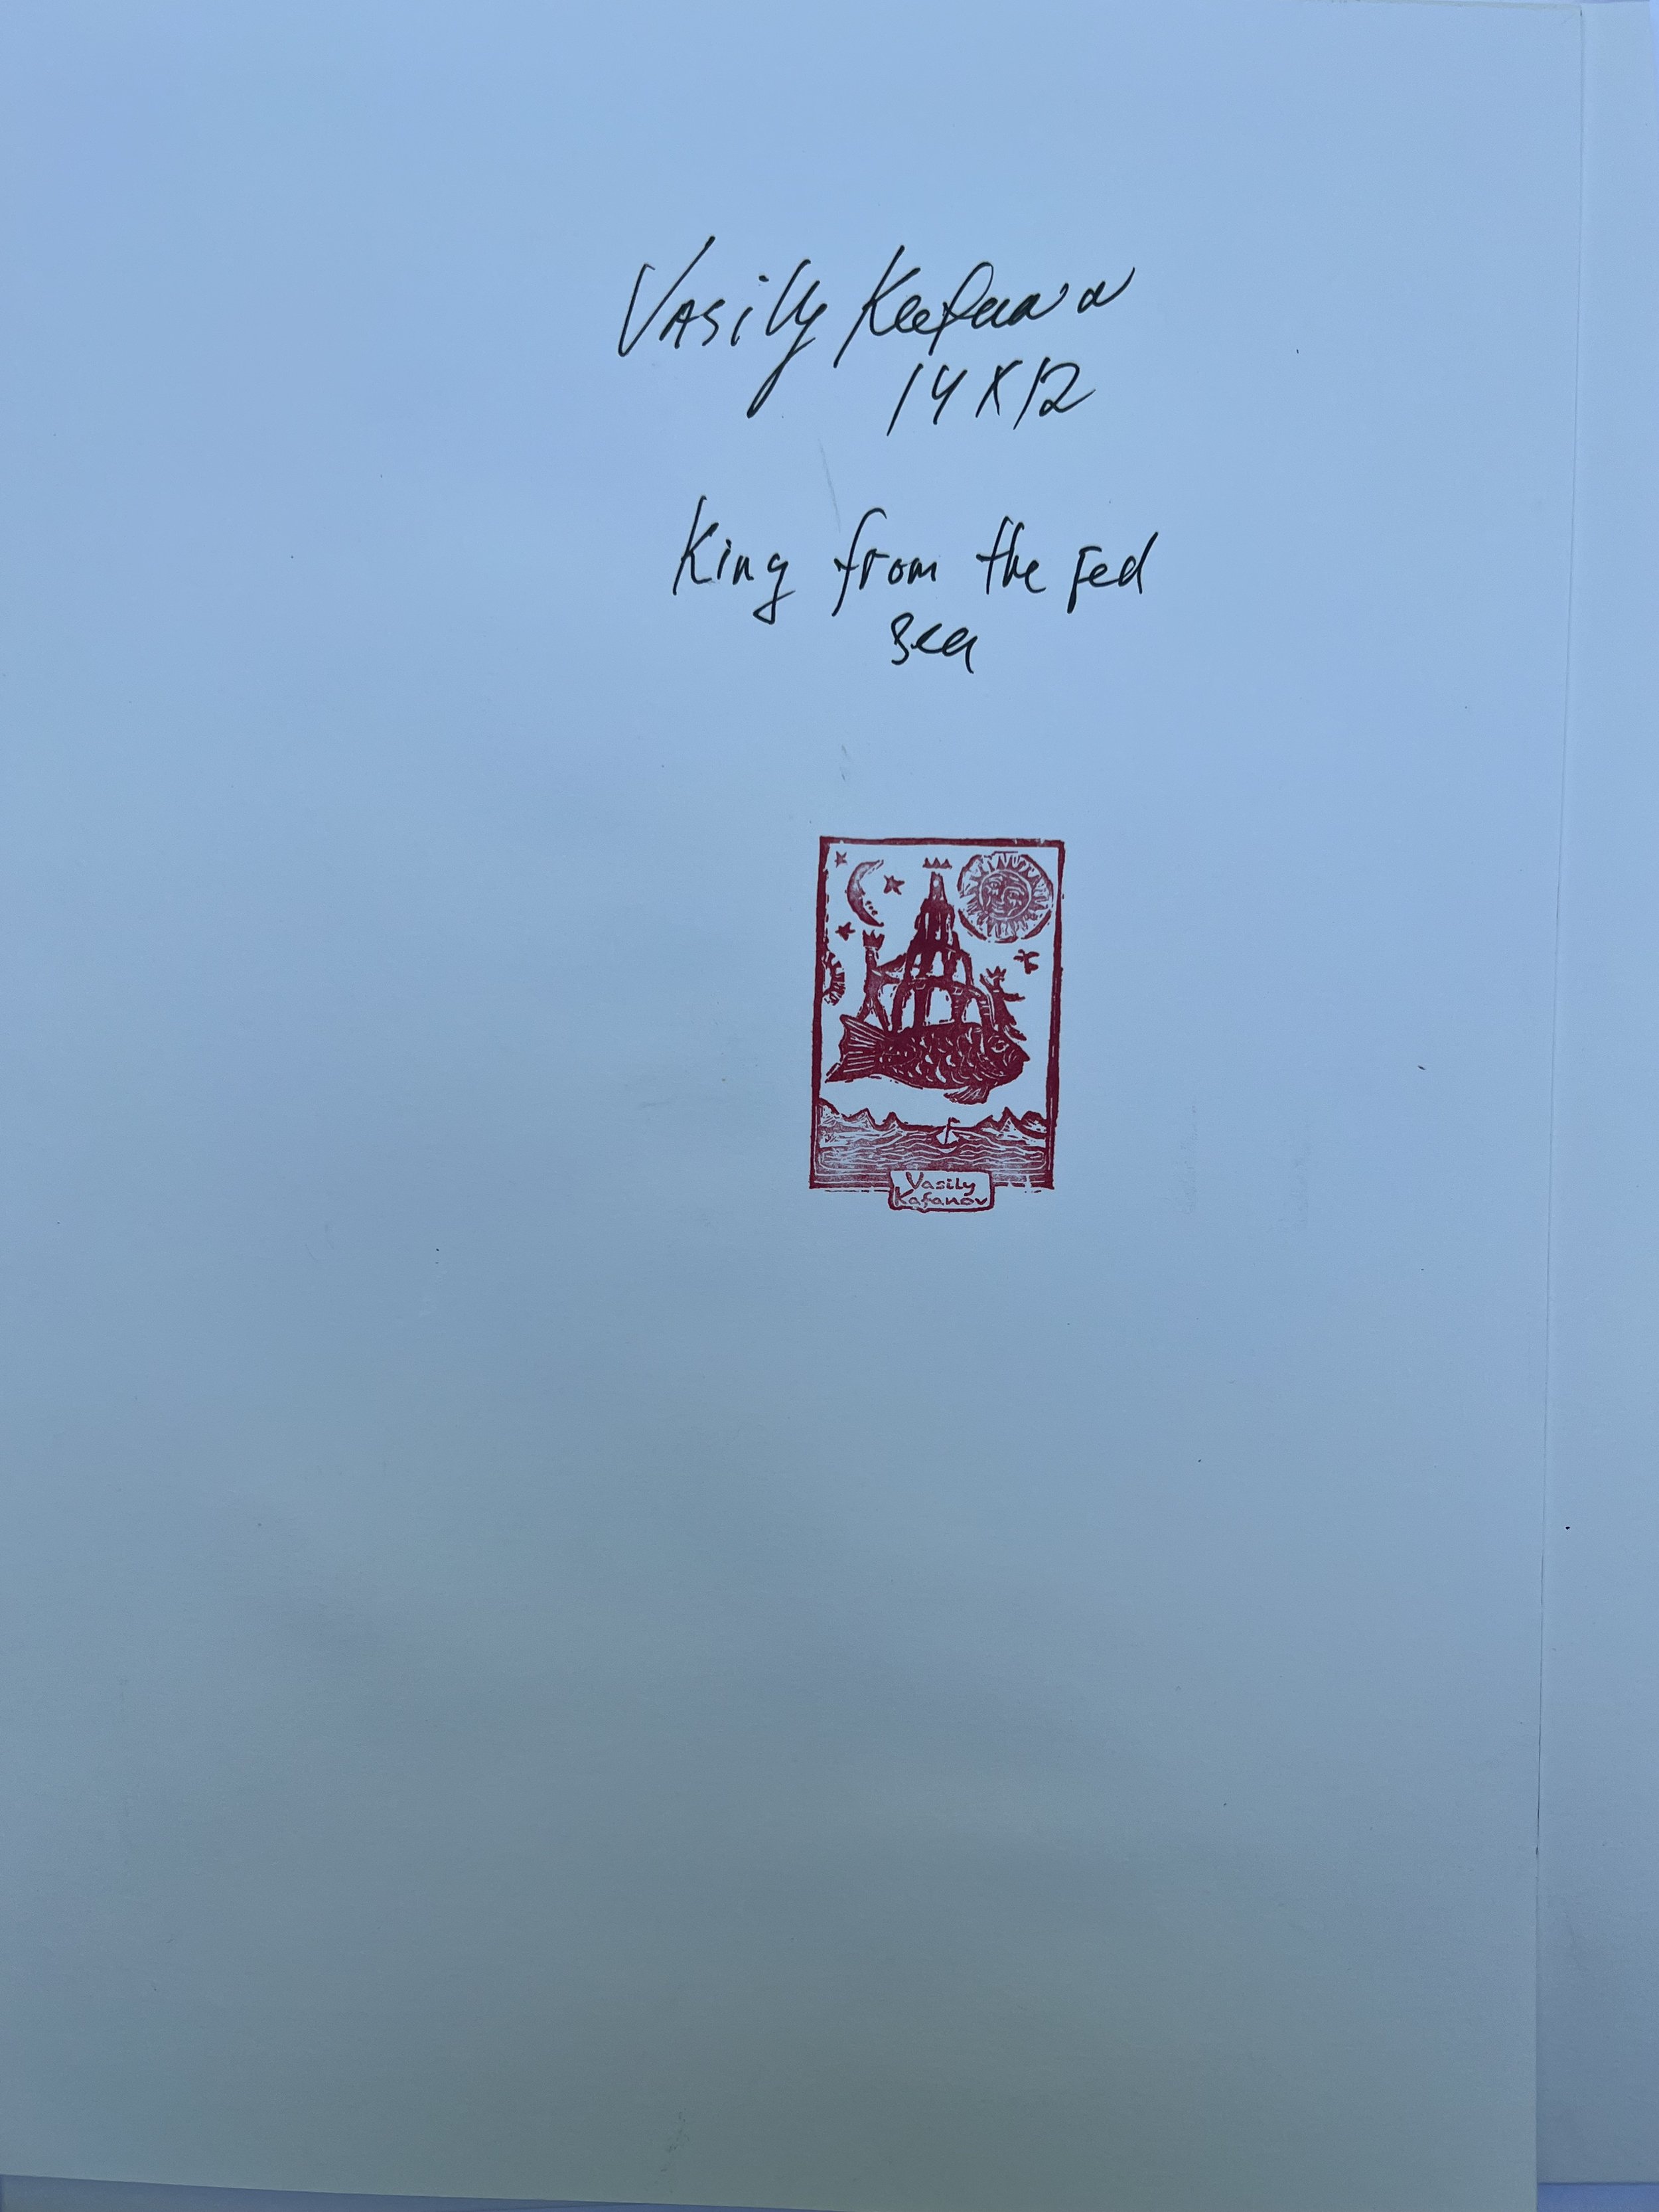 Vasily Kafanov
14 X 12
King from the red
sea
Vasily
Kafanov